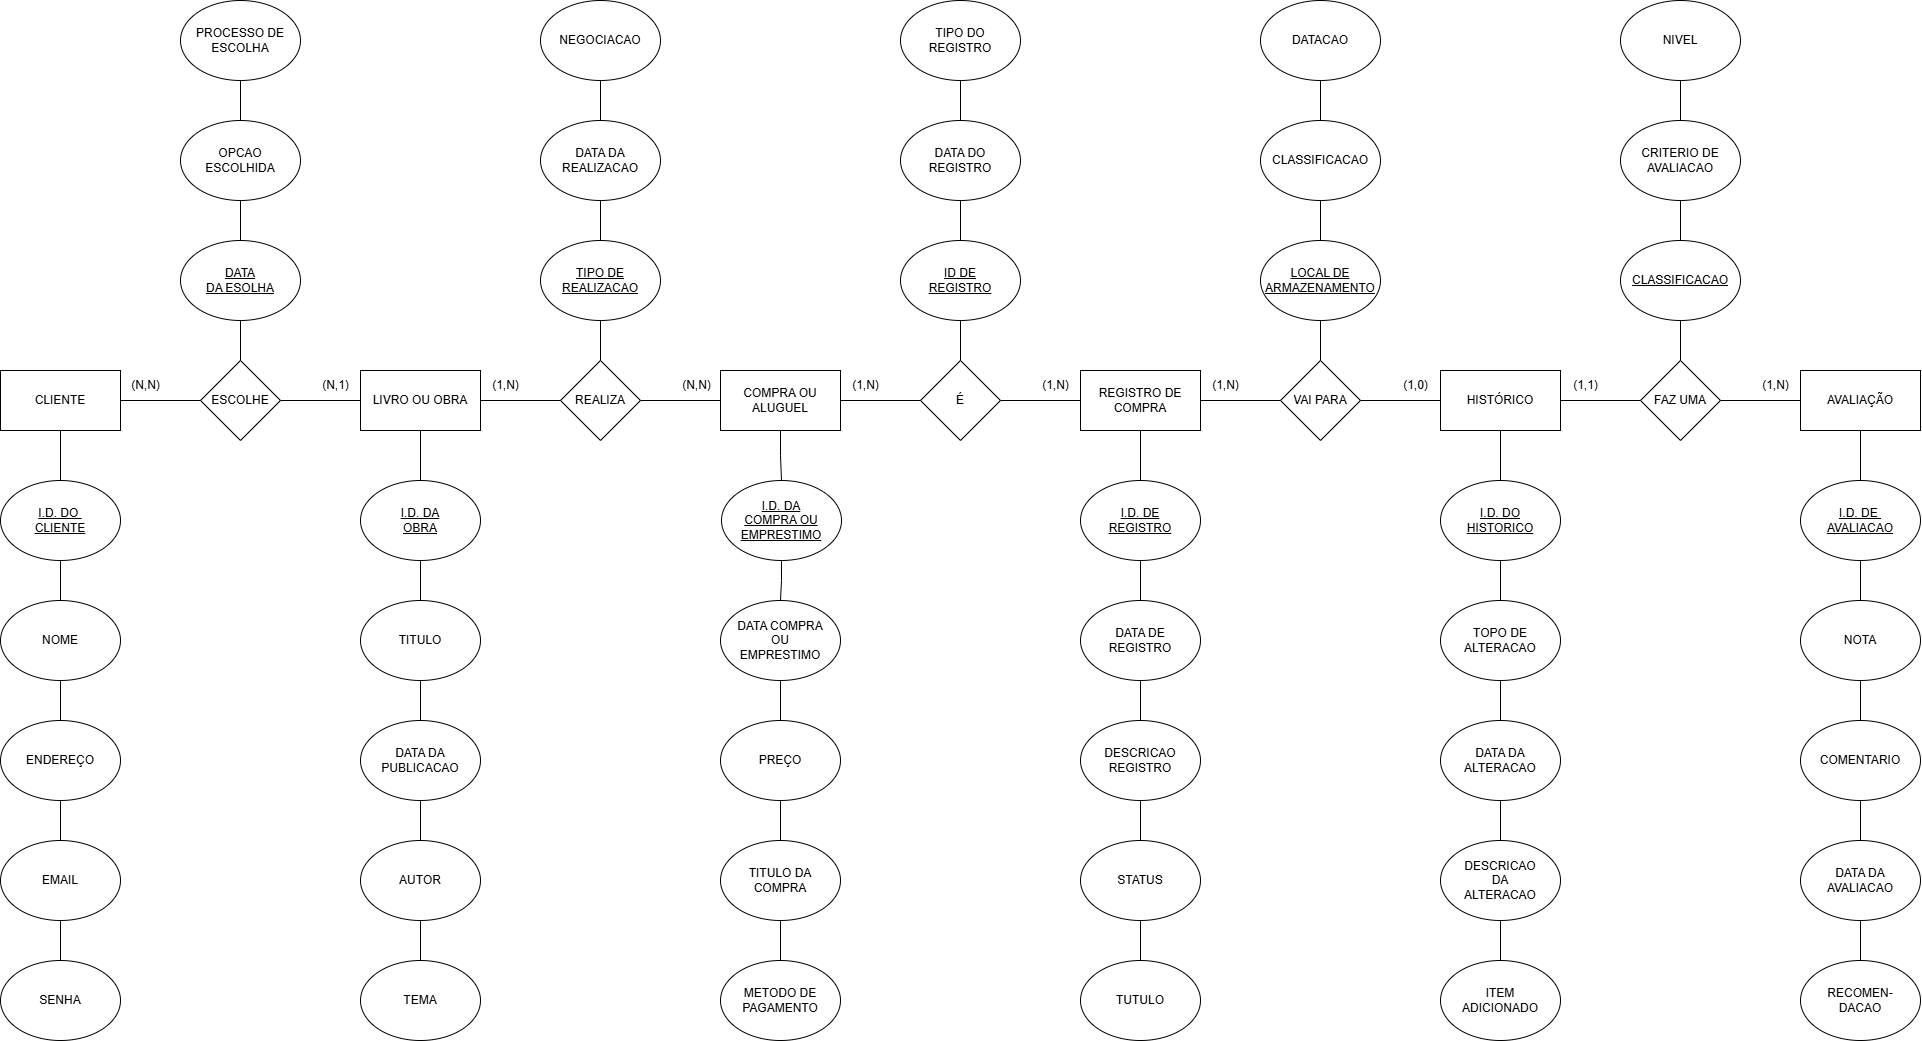 PROCESSO DE
ESCOLHA
NEGOCIACAO
TIPO DO
REGISTRO
DATACAO
NIVEL
OPCAO
ESCOLHIDA
DATA DA
REALIZACAO
DATA DO
REGISTRO
CLASSIFICACAO
CRITERIO DE
AVALIACAO
DATA
DA ESOLHA
TIPO DE
REALIZACAO
ID DE
REGISTRO
LOCAL DE
ARMAZENAMENTO
CLASSIFICACAO
CLIENTE
(N,N)
ESCOLHE
(N,1)
LIVRO OU OBRA
(1,N)
REALIZA
(N,N)
COMPRA OU
ALUGUEL
(1,N)
É
(1,N)
REGISTRO DE
COMPRA
(1,N)
VAI PARA
(1,0)
HISTÓRICO
(1,1)
FAZ UMA
(1,N)
AVALIAÇÃO
I.D. DO
CLIENTE
I.D. DA
OBRA
I.D. DA
COMPRA OU
EMPRESTIMO
I.D. DE
REGISTRO
I.D. DO
HISTORICO
I.D. DE
AVALIACAO
NOME
TITULO
DATA COMPRA
OU
EMPRESTIMO
DATA DE
REGISTRO
TOPO DE
ALTERACAO
NOTA
ENDEREÇO
DATA DA
PUBLICACAO
PREÇO
DESCRICAO
REGISTRO
DATA DA
ALTERACAO
COMENTARIO
EMAIL
AUTOR
TITULO DA
COMPRA
STATUS
DESCRICAO
DA
ALTERACAO
DATA DA
AVALIACAO
SENHA
TEMA
METODO DE
PAGAMENTO
TUTULO
ITEM
ADICIONADO
RECOMEN-
DACAO